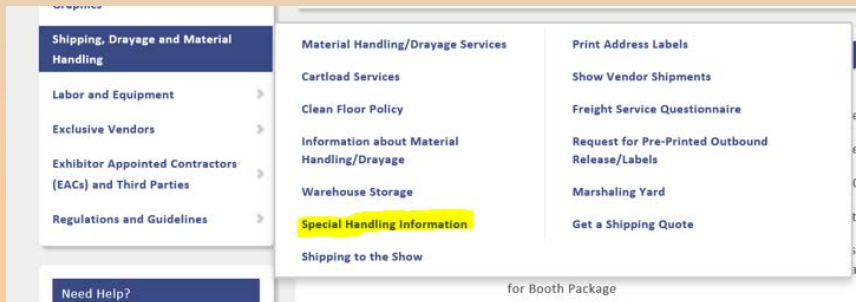 Graphics
Shipping, Drayage and Material
Handling
Labor and Equipment
Exclusive Vendors
Exhibitor Appointed Contractors
(EACs) and Third Parties
Regulations and Guidelines
Need Help?
Material Handling/Drayage Services
Cartload Services
Clean Floor Policy
Information about Material
Handling/Drayage
Warehouse Storage
Special Handling Information
Shipping to the Show
Print Address Labels
Show Vendor Shipments
Freight Service Questionnaire
Request for Pre-Printed Outbound
Release/Labels
Marshaling Yard
Get a Shipping Quote
for Booth Package